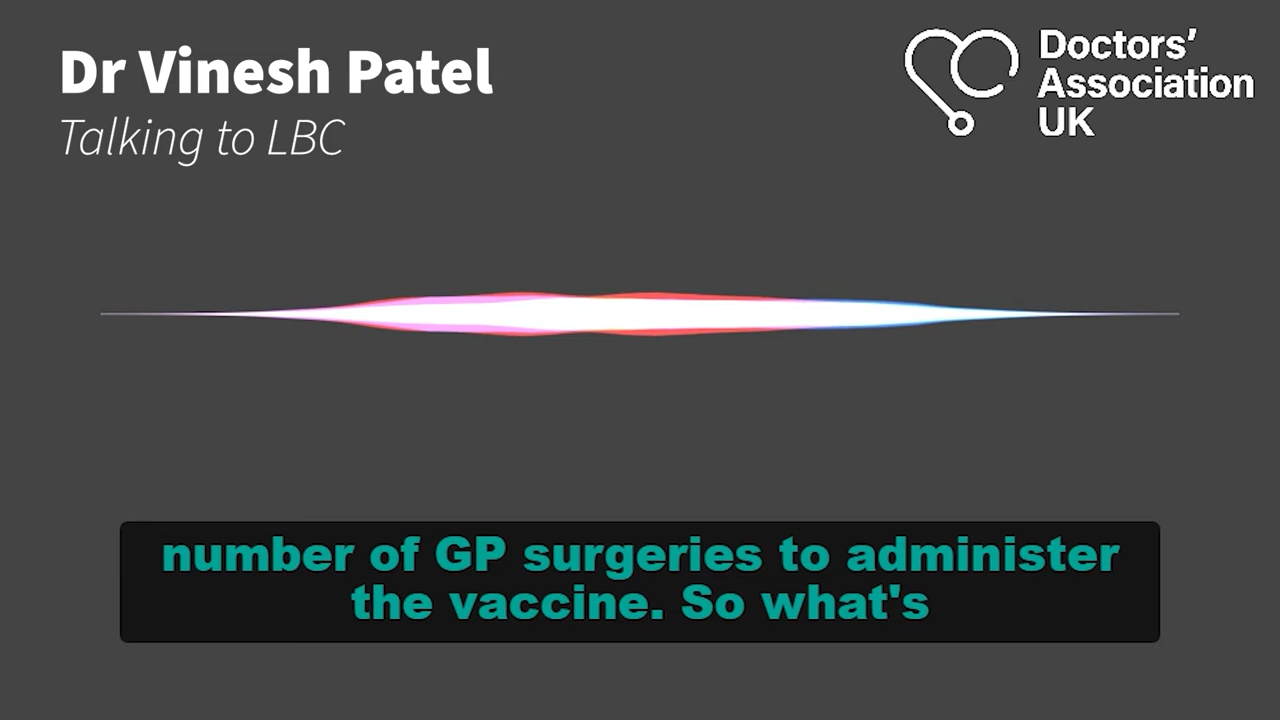 Dr Vinesh Patel
Talking to LBC
Doctors’
Association
UK
number of GP surgeries to administer
the vaccine. So what's